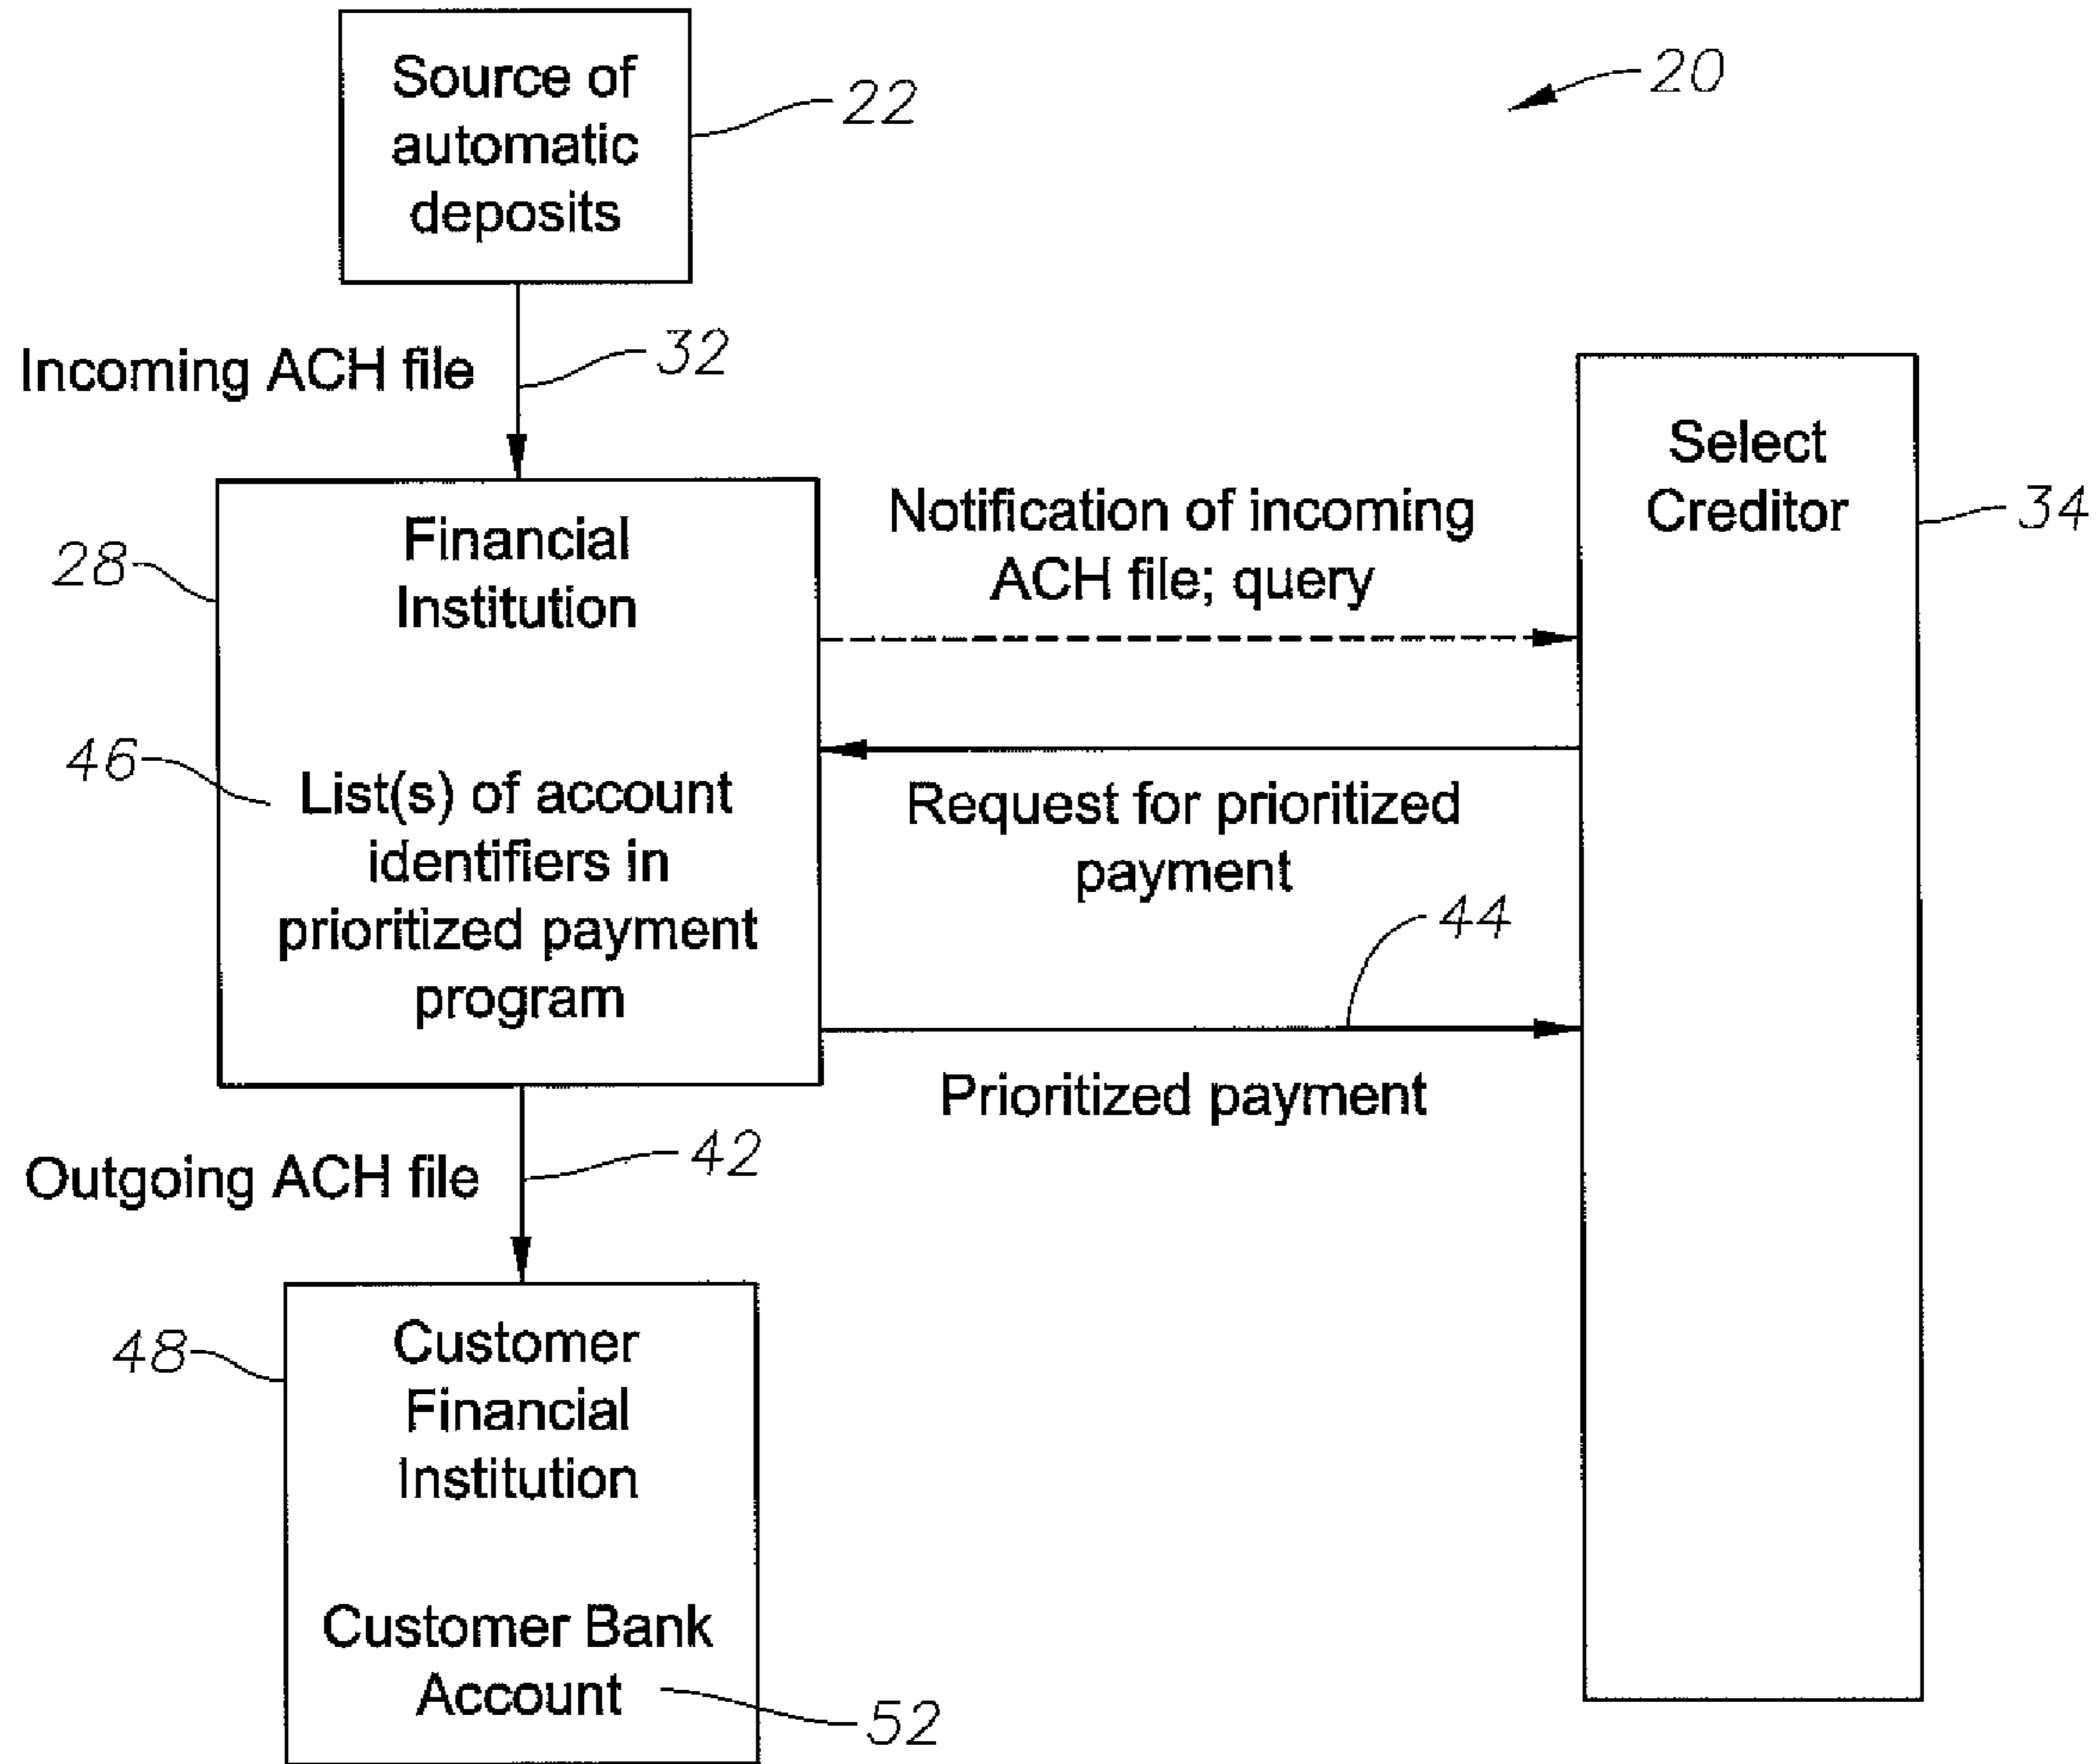 Source of
automatic
deposits
22
20
Incoming ACH file
32
Financial
Institution
28
46
List(s) of account
identifiers in
prioritized payment
program
Notification of incoming
ACH file; query
Request for prioritized
payment
44
Prioritized payment
Select
Creditor
34
Outgoing ACH file
42
48
Customer
Financial
Institution
Customer Bank
Account
52